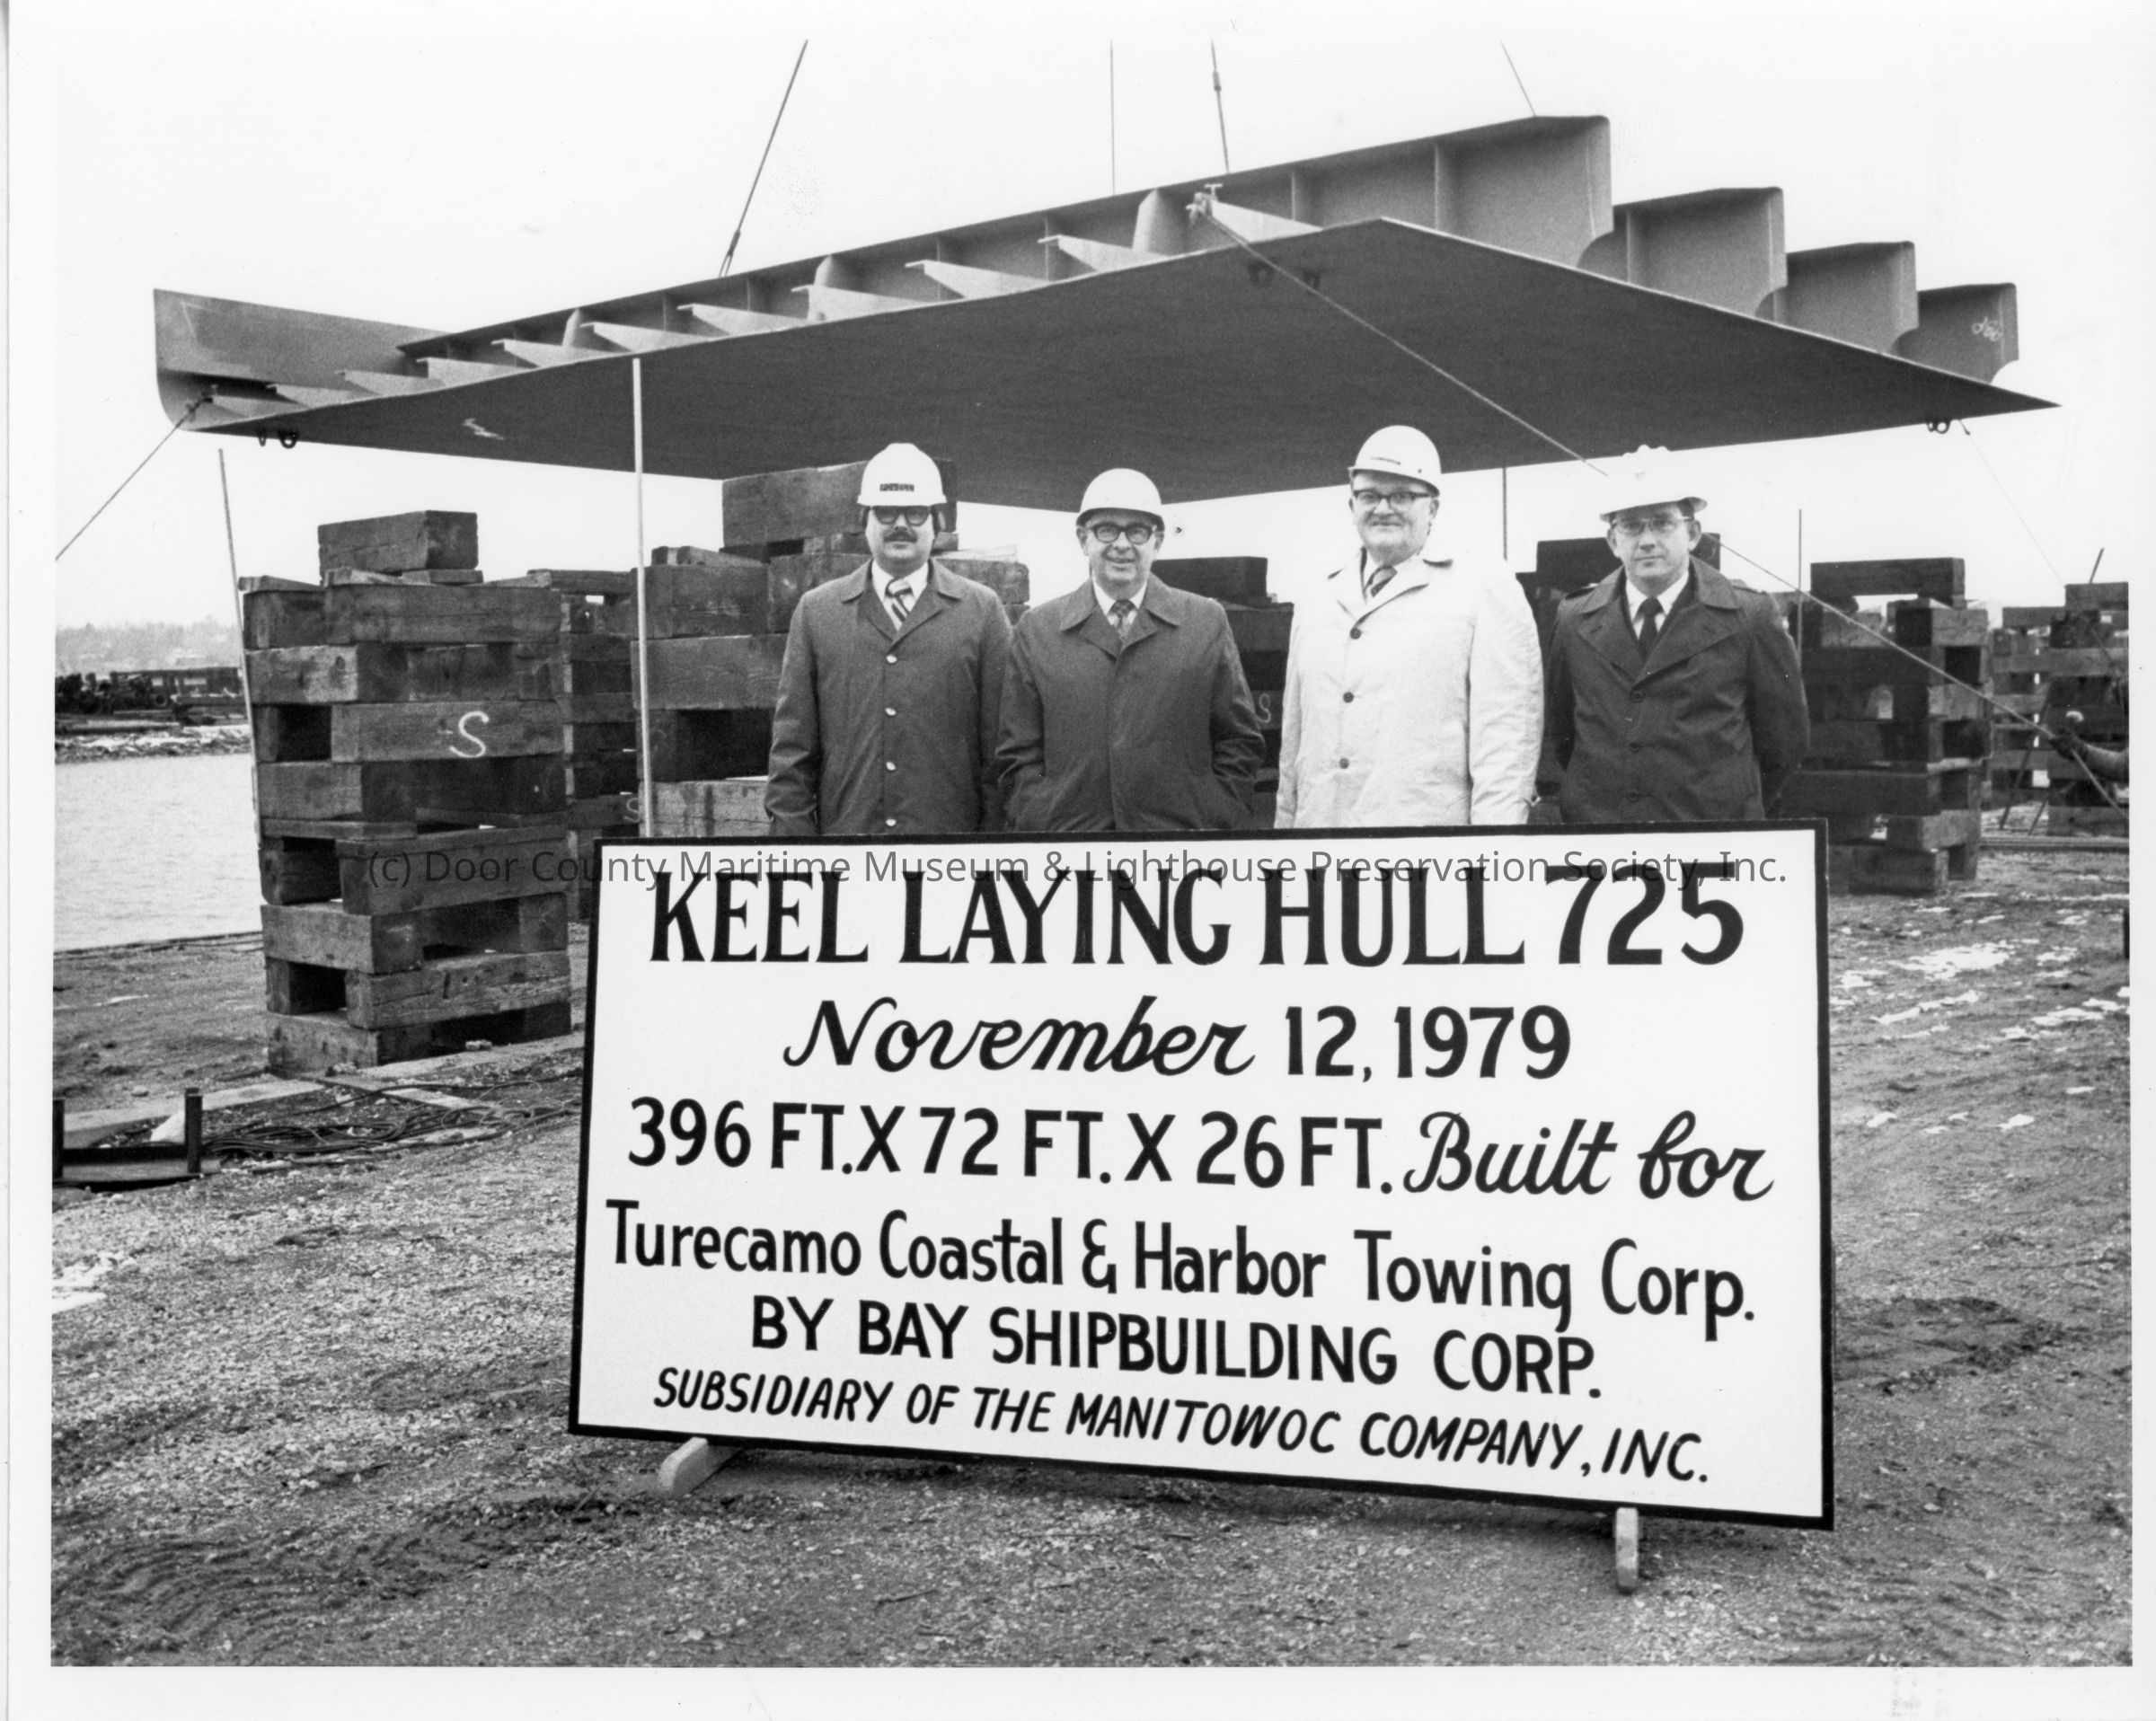 POWELL
S
S
(c) Door County Maritime Museum & Lighthouse Preservation Society, Inc.
KEEL LAYING HULL 725
November 12, 1979
396 FT. X 72 FT. X 26 FT. Built for
Turecamo Coastal & Harbor Towing Corp.
BY BAY SHIPBUILDING CORP.
SUBSIDIARY OF THE MANITOWOC COMPANY, INC.